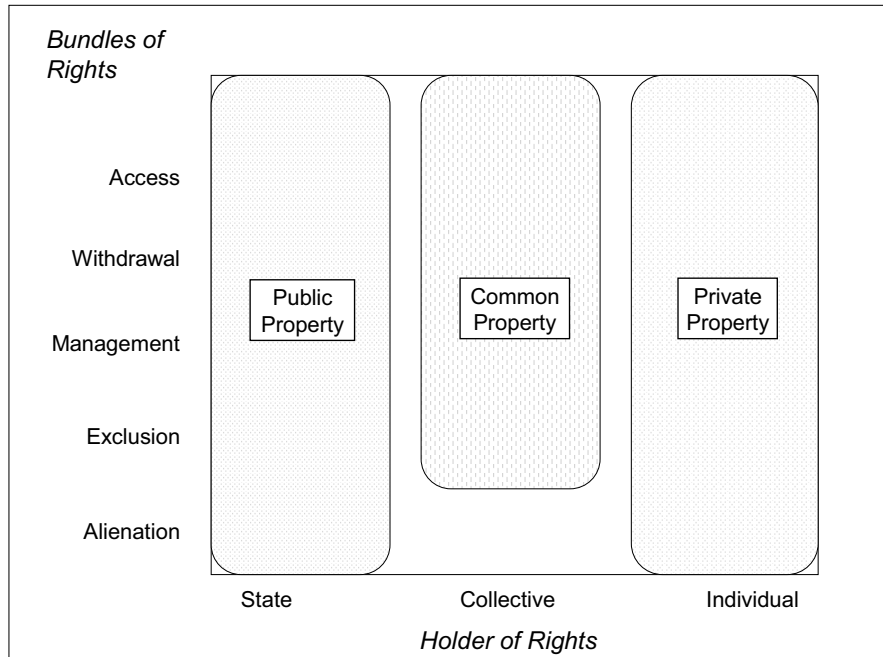 Bundles of
Rights
Access
Withdrawal
Management
Exclusion
Alienation
Public
Property
Common
Property
Private
Property
State
Collective
Individual
Holder of Rights